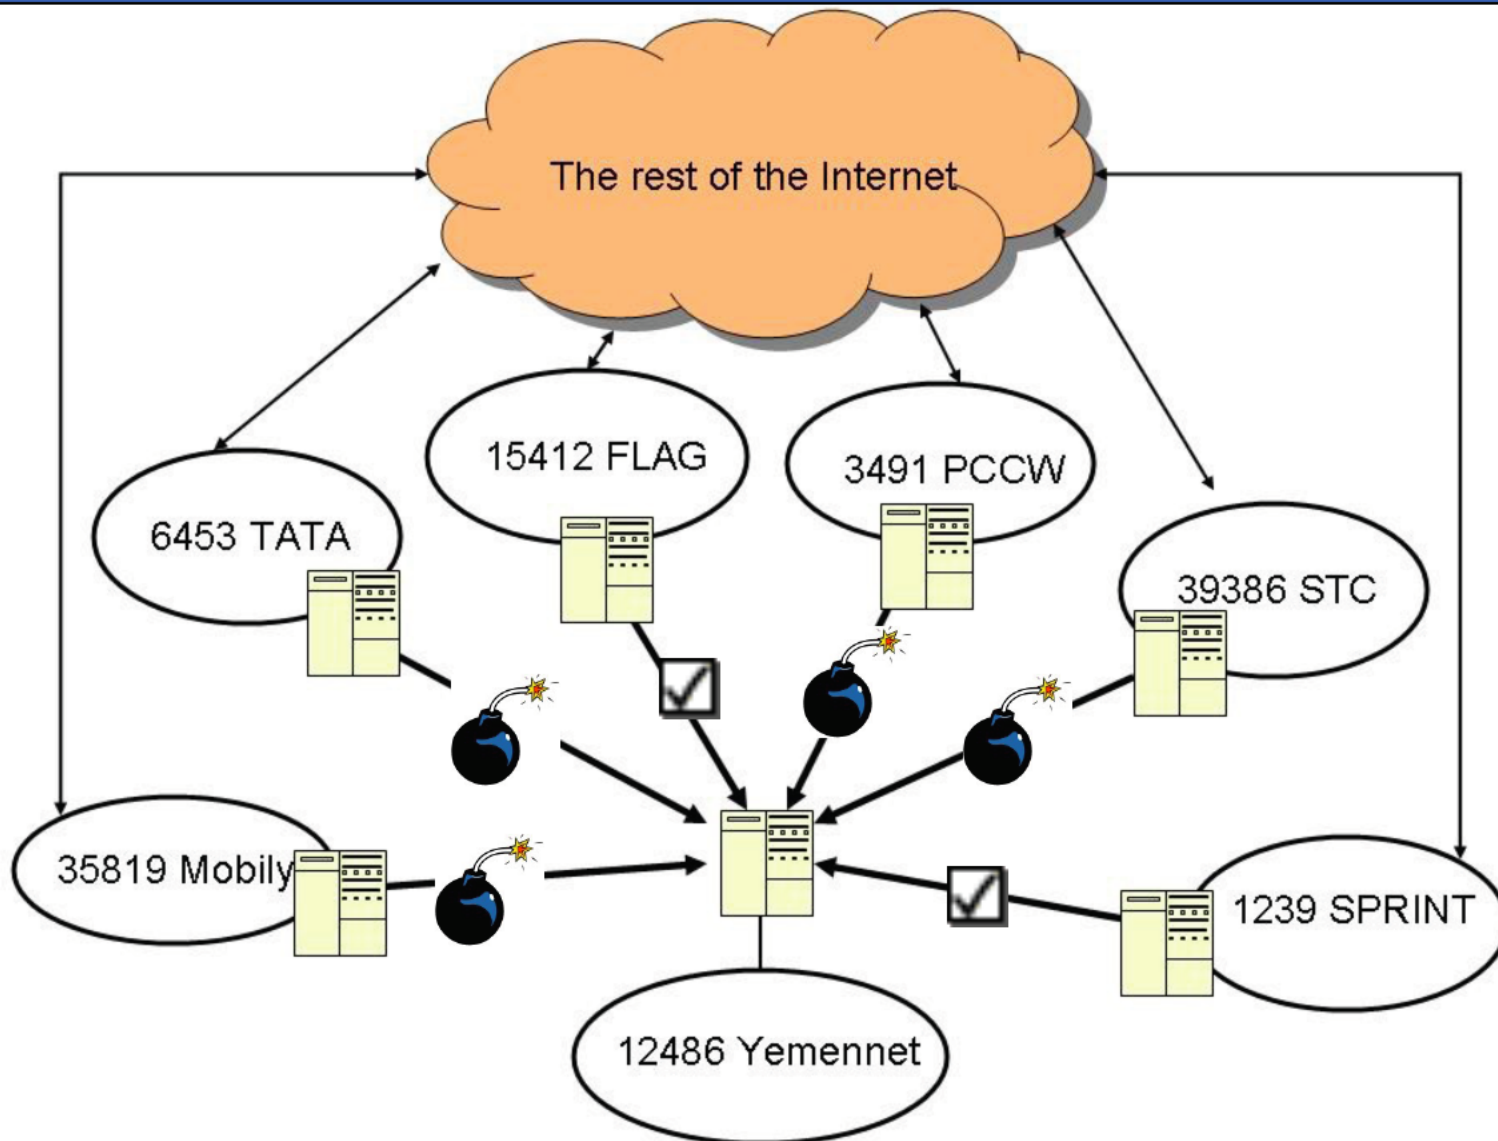 The rest of the Internet
15412 FLAG
3491 PCCW
6453 TATA
39386 STC
35819 Mobily
1239 SPRINT
12486 Yemennet